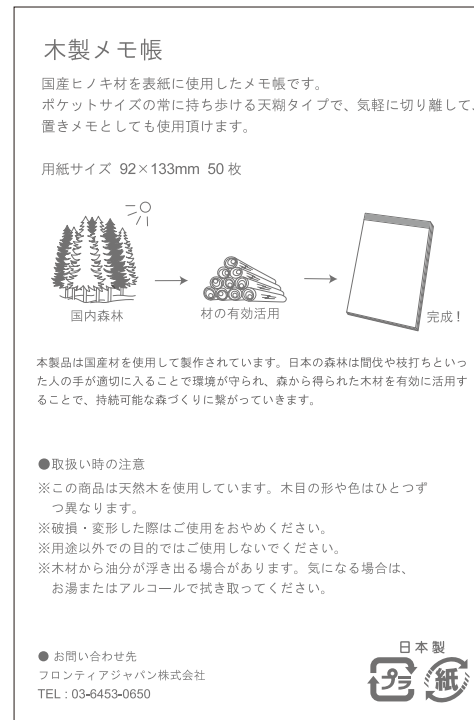 木製メモ帳
国産ヒノキ材を表紙に使用したメモ帳です。
ポケットサイズの常に持ち歩ける天糊タイプで、気軽に切り離して、
置きメモとしても使用頂けます。
用紙サイズ 92×133mm 50 枚
国内森林
材の有効活用
完成！
本製品は国産材を使用して製作されています。日本の森林は間伐や枝打ちといっ
た人の手が適切に入ることで環境が守られ、森から得られた木材を有効に活用す
ることで、持続可能な森づくりに繋がっていきます。
●取扱い時の注意
※この商品は天然木を使用しています。木目の形や色はひとつず
つ異なります。
※破損・変形した際はご使用をおやめください。
※用途以外での目的ではご使用しないでください。
※木材から油分が浮き出る場合があります。気になる場合は、
お湯またはアルコールで拭き取ってください。
● お問い合わせ先
フロンティアジャパン株式会社
TEL : 03-6453-0650
日本製
プラ
紙